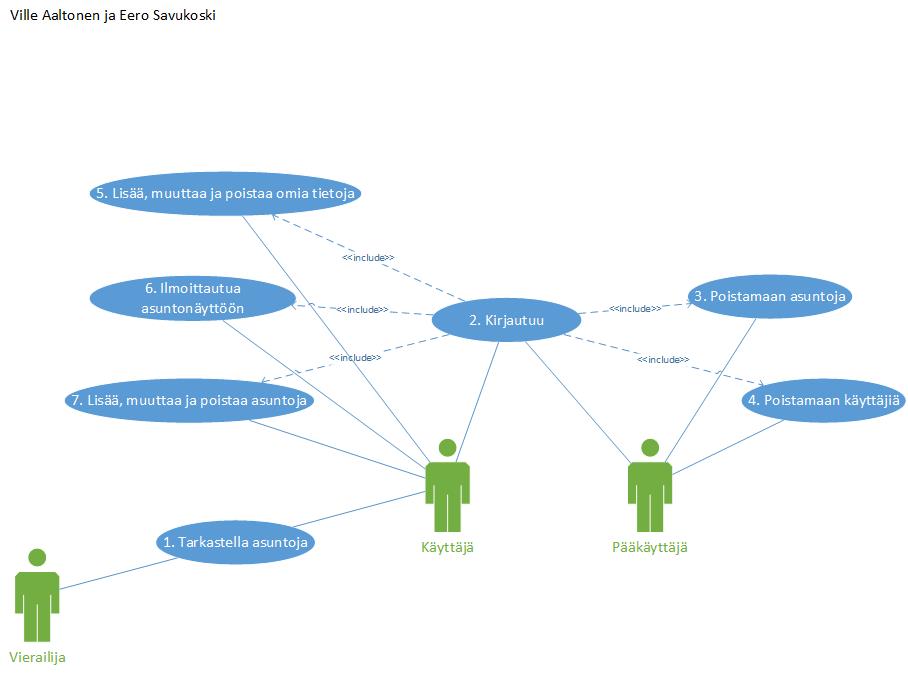 Ville Aaltonen ja Eero Savukoski
5. Lisää, muuttaa ja poistaa omia tietoja
<<include>>
6. Ilmoittautua
asuntonäyttöön
<<include>>
2. Kirjautuu
<<include>>
3. Poistamaan asuntoja
<<include>>
<<include>>
7. Lisää, muuttaa ja poistaa asuntoja
4. Poistamaan käyttäjiä
Käyttäjä
Pääkäyttäjä
1. Tarkastella asuntoja
Vierailija